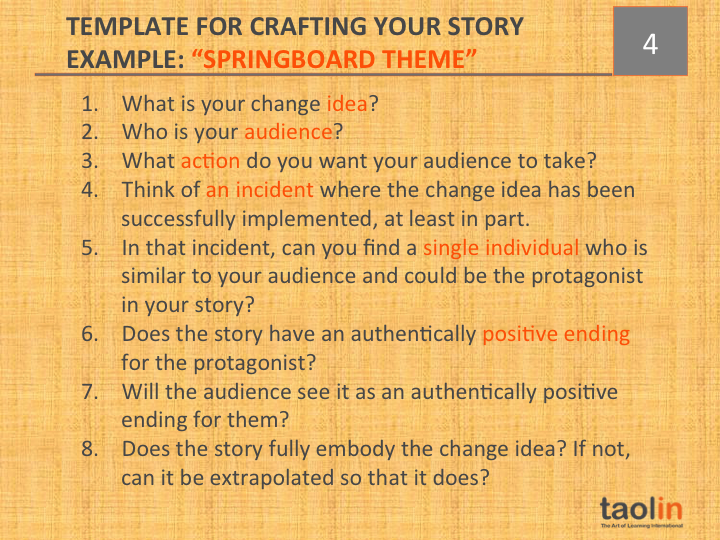 TEMPLATE FOR CRAFTING YOUR STORY
EXAMPLE: “SPRINGBOARD THEME”
4
1. What is your change idea?
2. Who is your audience?
3. What action do you want your audience to take?
4. Think of an incident where the change idea has been
successfully implemented, at least in part.
5. In that incident, can you find a single individual who is
similar to your audience and could be the protagonist
in your story?
6. Does the story have an authentically positive ending
for the protagonist?
7. Will the audience see it as an authentically positive
ending for them?
8. Does the story fully embody the change idea? If not,
can it be extrapolated so that it does?
taolin
The Art of Learning International